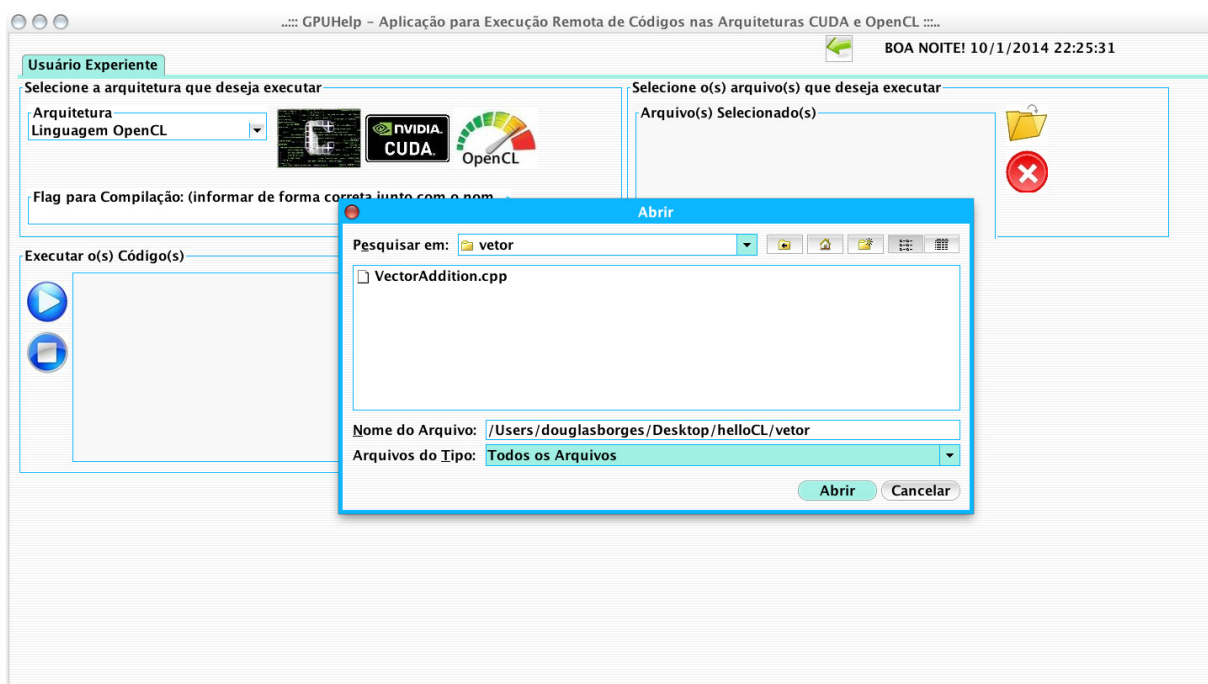 ..::: GPUHelp – Aplicação para Execução Remota de Códigos nas Arquiteturas CUDA e OpenCL :::..
BOA NOITE! 10/1/2014 22:25:31
Usuário Experiente
Selecione a arquitetura que deseja executar
Selecione o(s) arquivo(s) que deseja executar
Arquitetura
Linguagem OpenCL
NVIDIA.
CUDA.
OpenCL
Arquivo(s) Selecionado(s)
Flag para Compilação: (informar de forma correta junto com o nom
Abrir
Pesquisar em: vetor
VectorAddition.cpp
Executar o(s) Código(s)
Nome do Arquivo: /Users/douglasborges/Desktop/helloCL/vetor
Arquivos do Tipo: Todos os Arquivos
Abrir
Cancelar